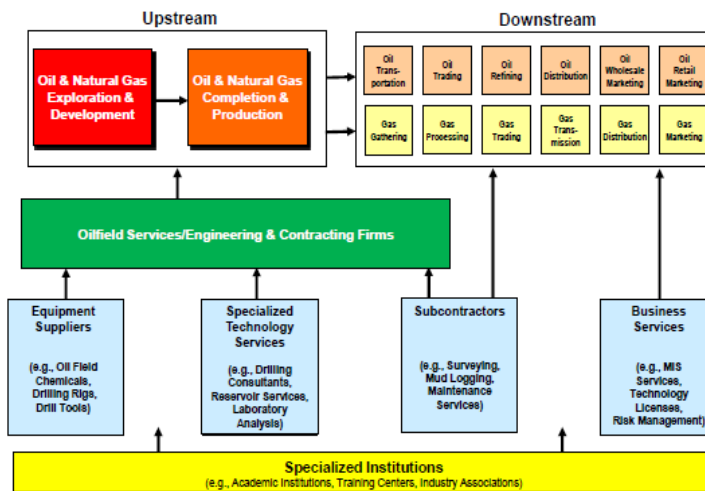 Upstream
Downstream
Oil & Natural Gas
Exploration &
Development
Oil & Natural Gas
Completion &
Production
Oil
Trans-
portation
Oil
Trading
Oil
Refining
Oil
Distribution
Oil
Wholesale
Marketing
Oil
Retail
Marketing
Gas
Gathering
Gas
Processing
Gas
Trading
Gas
Trans-
mission
Gas
Distribution
Gas
Marketing
Oilfield Services/Engineering & Contracting Firms
Equipment
Suppliers
(e.g., Oil Field
Chemicals,
Drilling Rigs,
Drill Tools)
Specialized
Technology
Services
(e.g., Drilling
Consultants,
Reservoir Services,
Laboratory
Analysis)
Subcontractors
(e.g., Surveying,
Mud Logging,
Maintenance
Services)
Business
Services
(e.g., MIS
Services,
Technology
Licenses,
Risk Management)
Specialized Institutions
(e.g., Academic Institutions, Training Centers, Industry Associations)